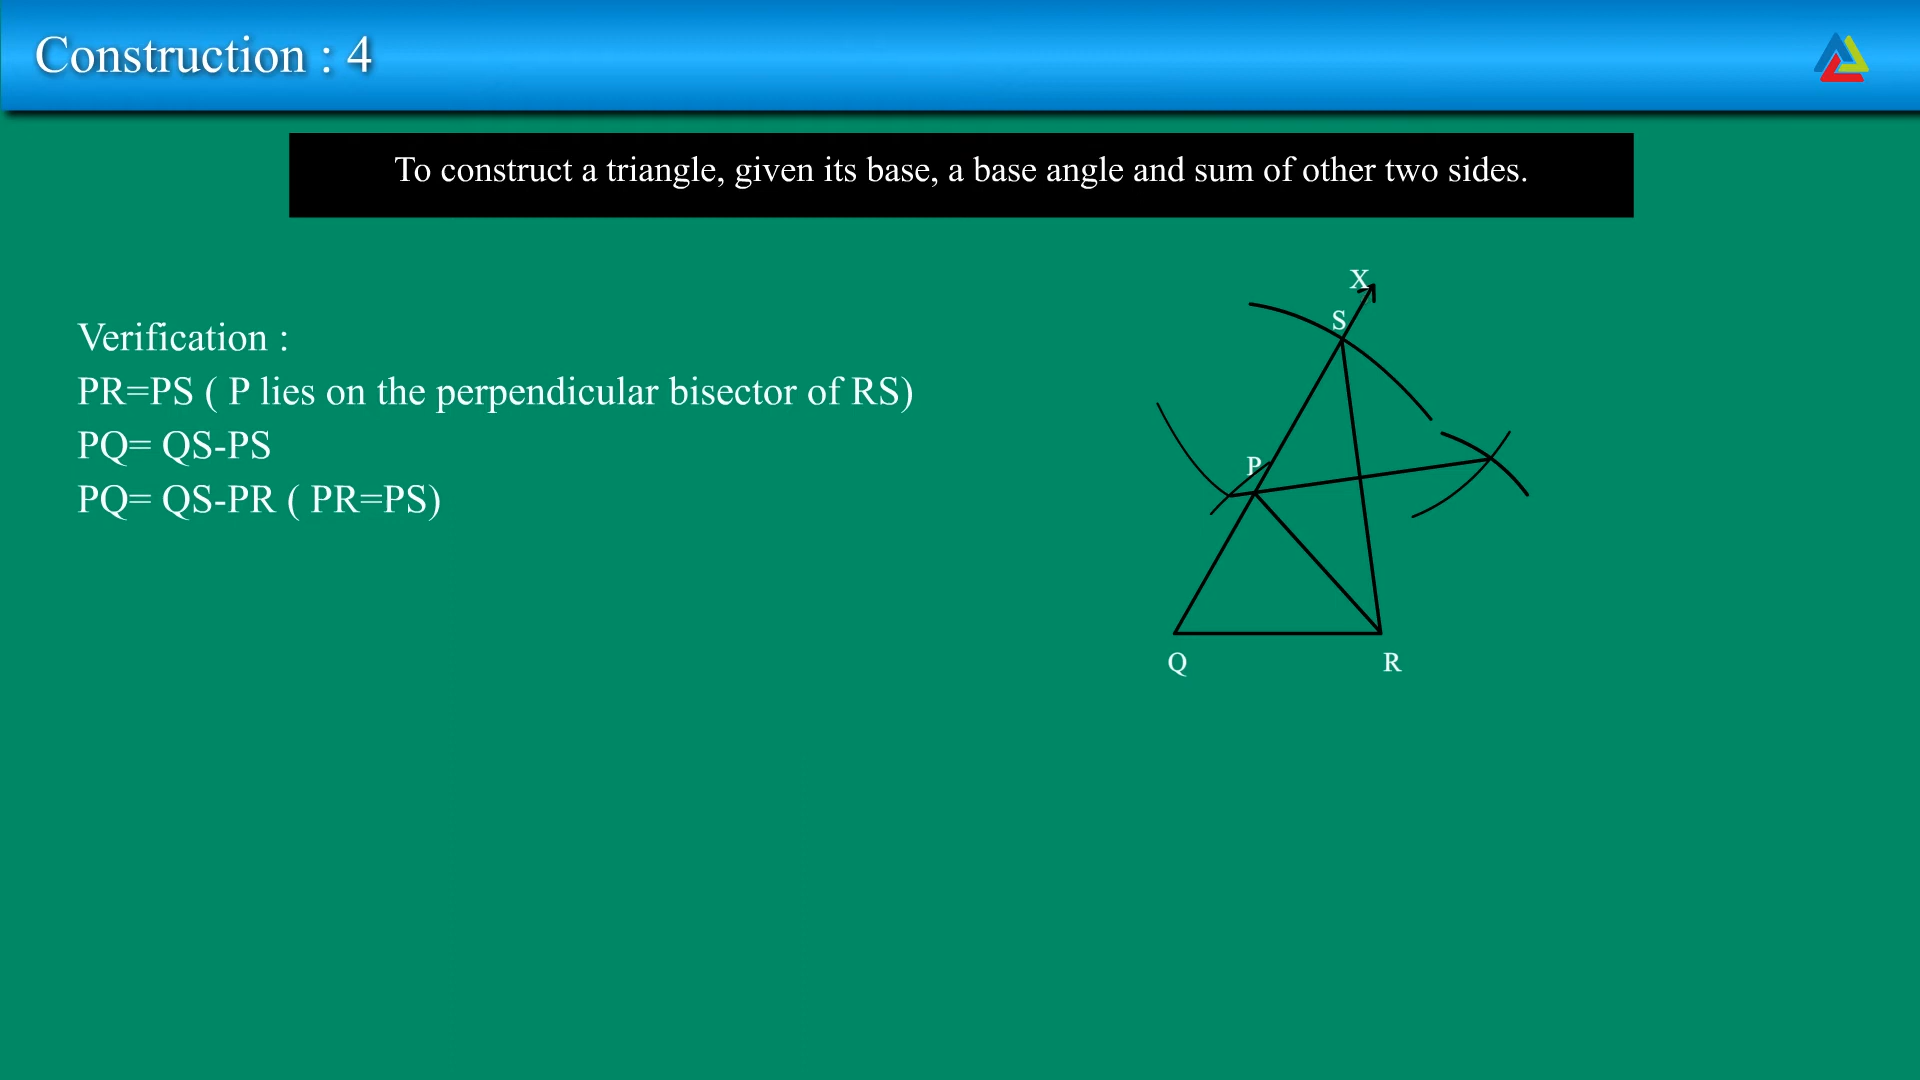 Construction : 4
To construct a triangle, given its base, a base angle and sum of other two sides.
Verification :
PR=PS ( P lies on the perpendicular bisector of RS)
PQ= QS-PS
PQ= QS-PR ( PR=PS)
X
S
P
Q
R